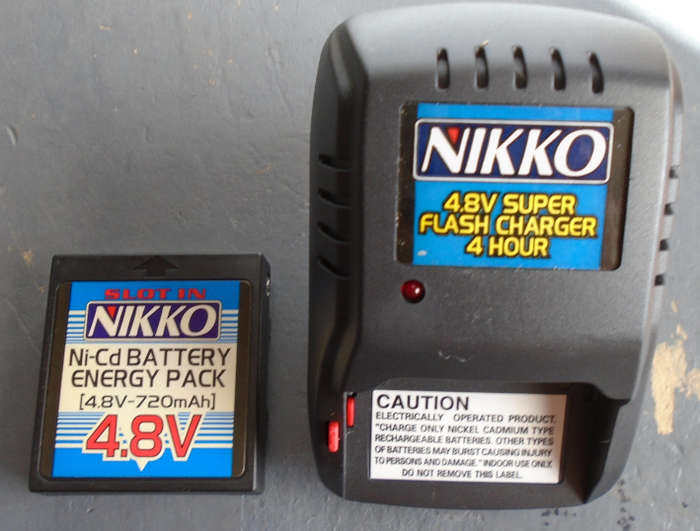 SLOT IN
NIKKO
Ni-Cd BATTERY
ENERGY PACK
[4.8V-720mAh]
4.8V
NIKKO
4.8V SUPER
FLASH CHARGER
4 HOUR
CAUTION
ELECTRICALLY OPERATED PRODUCT.
"CHARGE ONLY NICKEL CADMIUM TYPE
RECHARGEABLE BATTERIES. OTHER TYPES
OF BATTERIES MAY BURST CAUSING INJURY
TO PERSONS AND DAMAGE." INDOOR USE ONLY.
DO NOT REMOVE THIS LABEL.